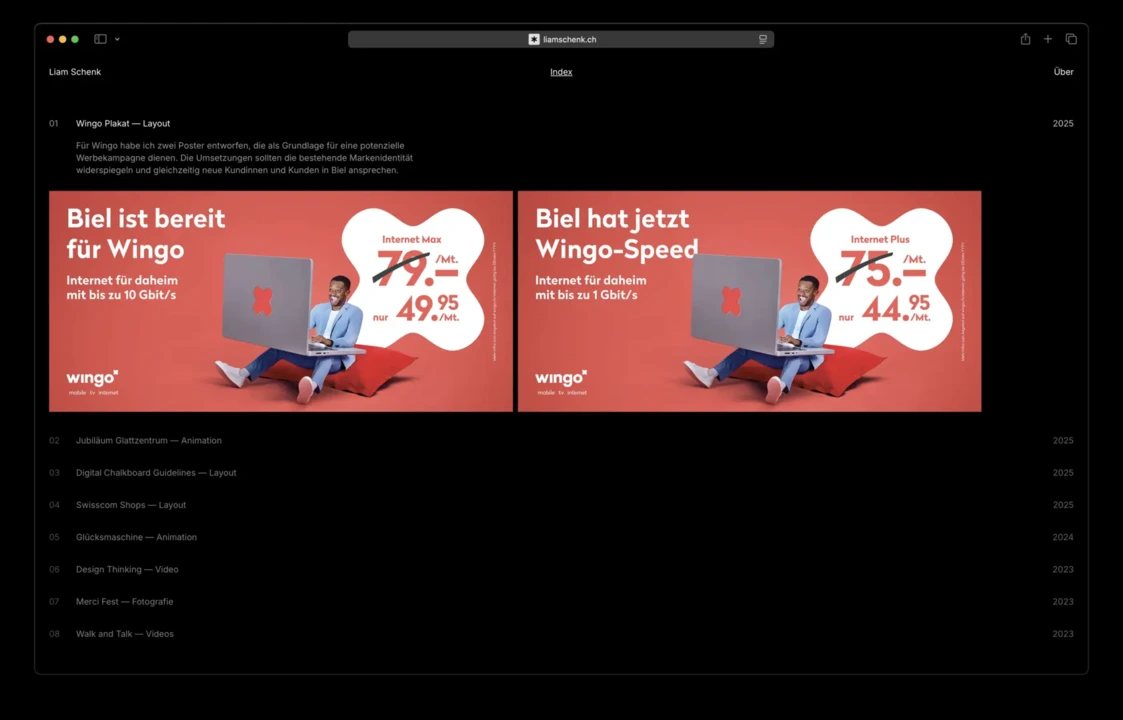 liamschenk.ch
Liam Schenk
Index
Über
01 Wingo Plakat — Layout 2025
Für Wingo habe ich zwei Poster entworfen, die als Grundlage für eine potenzielle
Werbekampagne dienen. Die Umsetzungen sollten die bestehende Markenidentität
widerspiegeln und gleichzeitig neue Kundinnen und Kunden in Biel ansprechen.
Biel ist bereit
für Wingo
Internet für daheim
mit bis zu 10 Gbit/s
Internet Max
79.– /Mt.
nur 49.95 /Mt.
wingo
mobile tv internet
Biel hat jetzt
Wingo-Speed
Internet für daheim
mit bis zu 1 Gbit/s
Internet Plus
75.– /Mt.
nur 44.95 /Mt.
wingo
mobile tv internet
02 Jubiläum Glattzentrum — Animation 2025
03 Digital Chalkboard Guidelines — Layout 2025
04 Swisscom Shops — Layout 2025
05 Glücksmaschine — Animation 2024
06 Design Thinking — Video 2023
07 Merci Fest — Fotografie 2023
08 Walk and Talk — Videos 2023